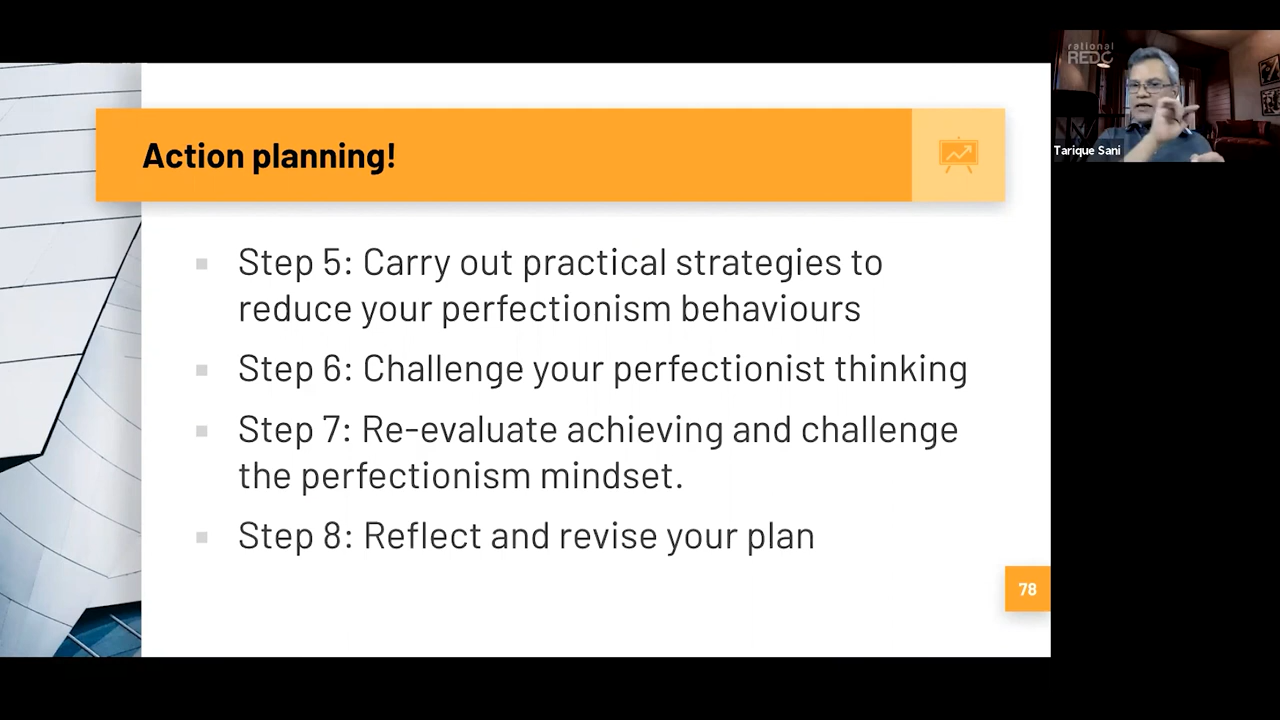 rational
REDC
Tarique Sani
Action planning!
Step 5: Carry out practical strategies to
reduce your perfectionism behaviours
Step 6: Challenge your perfectionist thinking
Step 7: Re-evaluate achieving and challenge
the perfectionism mindset.
Step 8: Reflect and revise your plan
78